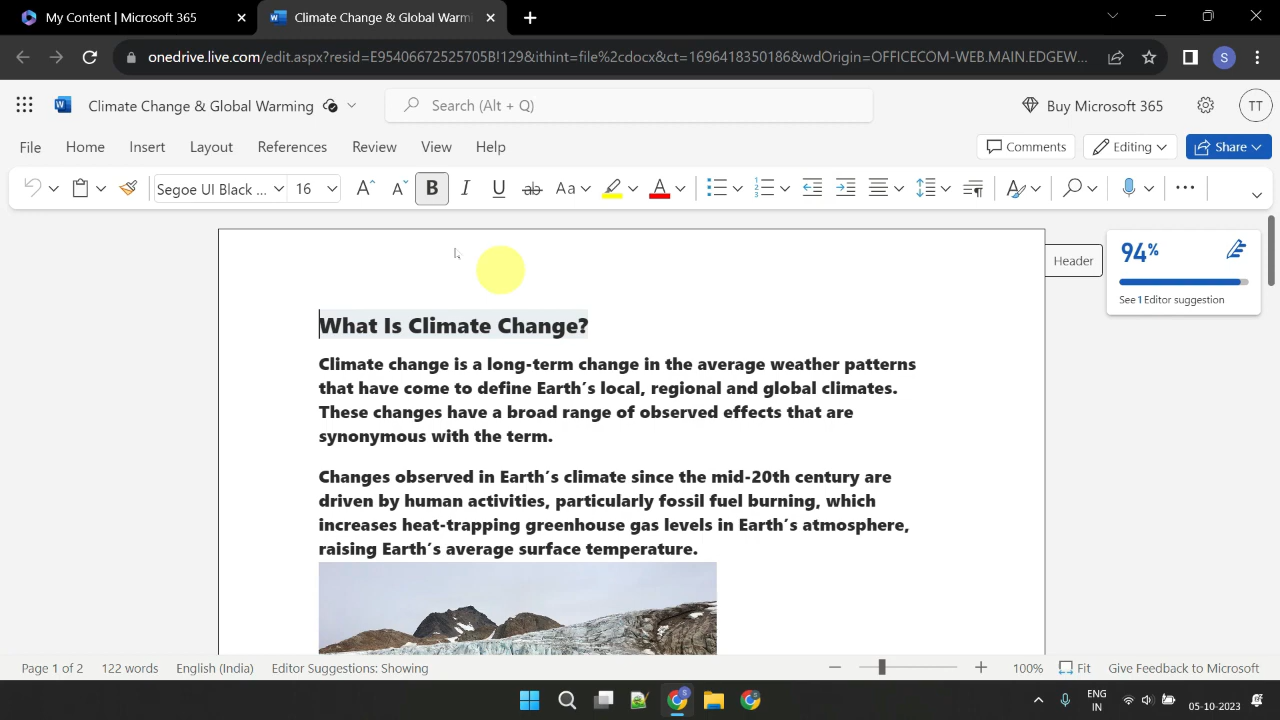 My Content | Microsoft 365
Climate Change & Global Warmi
onedrive.live.com/edit.aspx?resid=E95406672525705B!129&ithint=file%2cdocx&ct=1696418350186&wdOrigin=OFFICECOM-WEB.MAIN.EDGEW...
S
Climate Change & Global Warming
Search (Alt + Q)
Buy Microsoft 365
TT
File Home Insert Layout References Review View Help
Comments Editing Share
Segoe UI Black ... 16
Header
94%
See 1 Editor suggestion
What Is Climate Change?
Climate change is a long-term change in the average weather patterns
that have come to define Earth's local, regional and global climates.
These changes have a broad range of observed effects that are
synonymous with the term.
Changes observed in Earth's climate since the mid-20th century are
driven by human activities, particularly fossil fuel burning, which
increases heat-trapping greenhouse gas levels in Earth's atmosphere,
raising Earth's average surface temperature.
Page 1 of 2 122 words English (India) Editor Suggestions: Showing 100% Fit Give Feedback to Microsoft
ENG
IN
05-10-2023